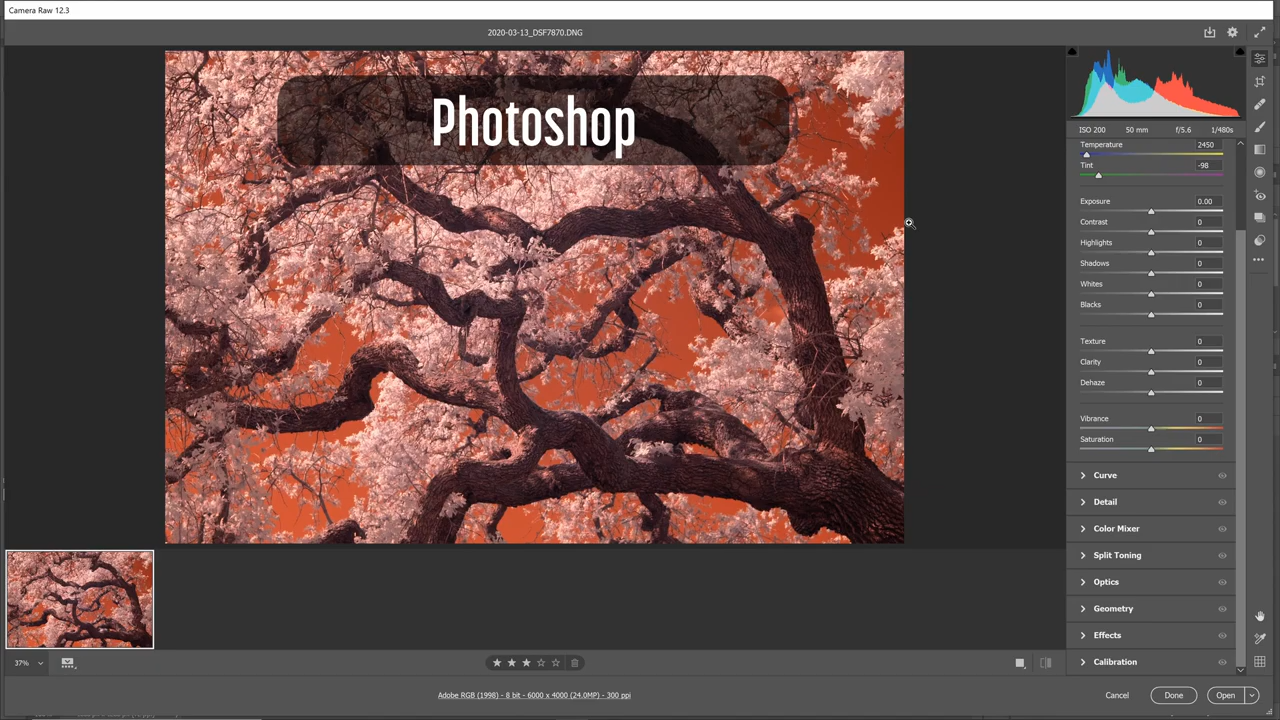 Camera Raw 12.3
2020-03-13_DSF7870.DNG
Photoshop
ISO 200 50 mm f/5.6 1/480s
Temperature 2450
Tint -98
Exposure 0.00
Contrast 0
Highlights 0
Shadows 0
Whites 0
Blacks 0
Texture 0
Clarity 0
Dehaze 0
Vibrance 0
Saturation 0
Curve
Detail
Color Mixer
Split Toning
Optics
Geometry
Effects
Calibration
37%
Adobe RGB (1998) - 8 bit - 6000 x 4000 (24.0MP) - 300 ppi
Cancel Done Open